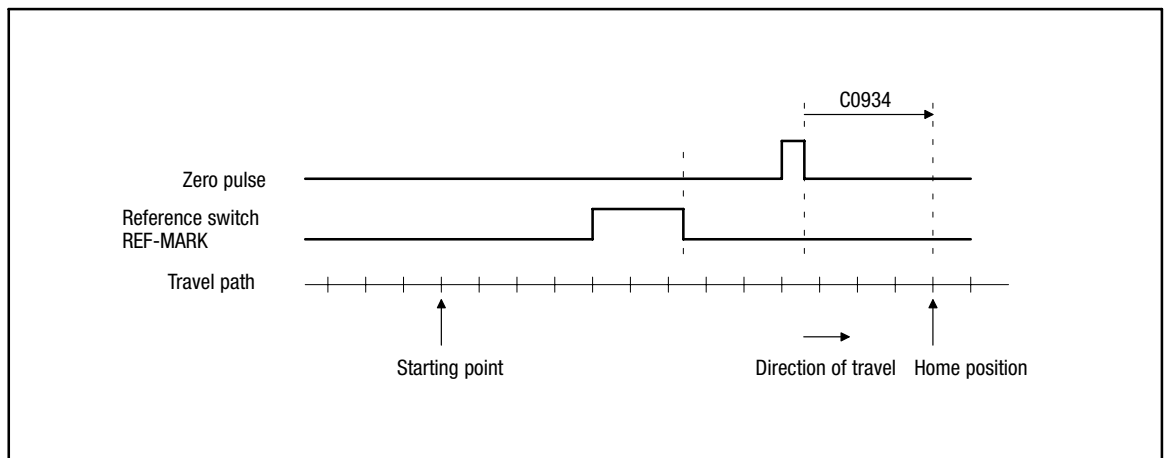 C0934
Zero pulse
Reference switch
REF-MARK
Travel path
Starting point
Direction of travel
Home position